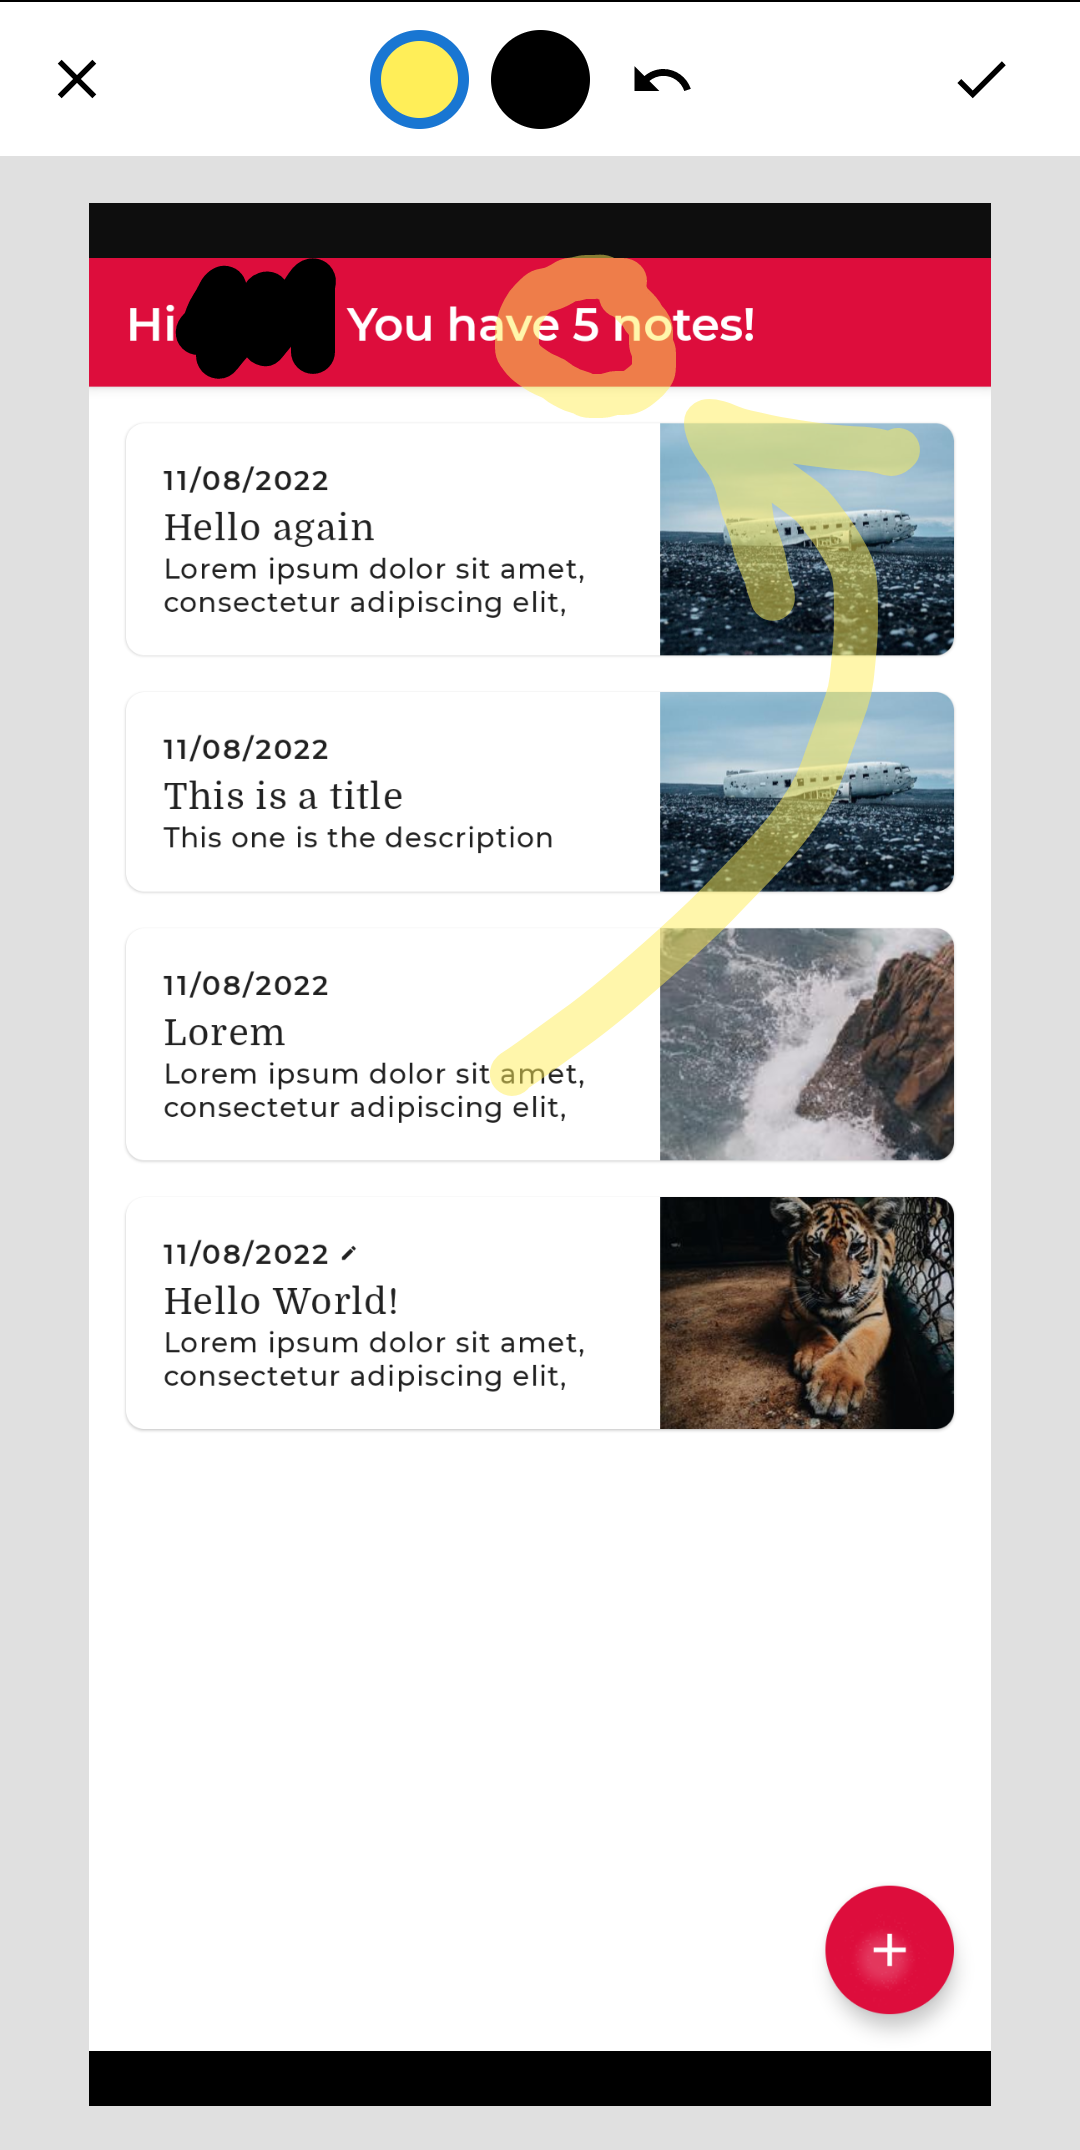 Hi You have 5 notes!
11/08/2022
Hello again
Lorem ipsum dolor sit amet,
consectetur adipiscing elit,
11/08/2022
This is a title
This one is the description
11/08/2022
Lorem
Lorem ipsum dolor sit amet,
consectetur adipiscing elit,
11/08/2022
Hello World!
Lorem ipsum dolor sit amet,
consectetur adipiscing elit,